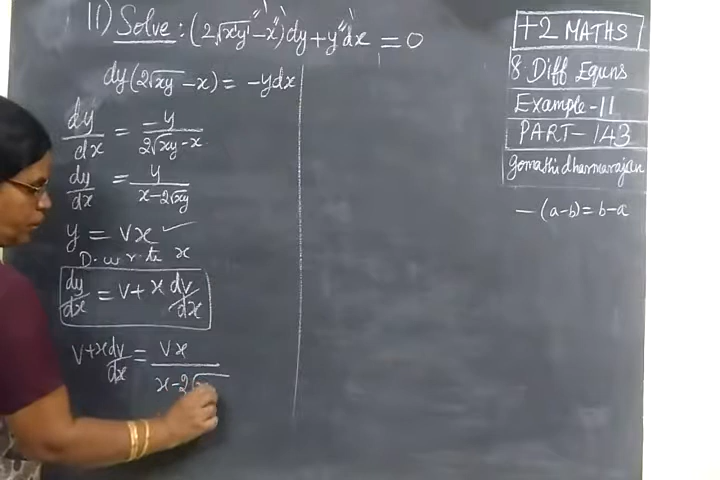 11) Solve : (2√xy - x) dy + y dx = 0
dy (2√xy - x) = -y dx
dy/dx = -y/(2√xy - x)
dy/dx = y/(x - 2√xy)
y = vx ✓
D. w r to x
dy/dx = v + x dv/dx
v + x dv/dx = vx/(x - 2√
+2 MATHS
8. Diff Equns
Example-11
PART- 143
Gomathi dharmarajan
- (a-b) = b-a